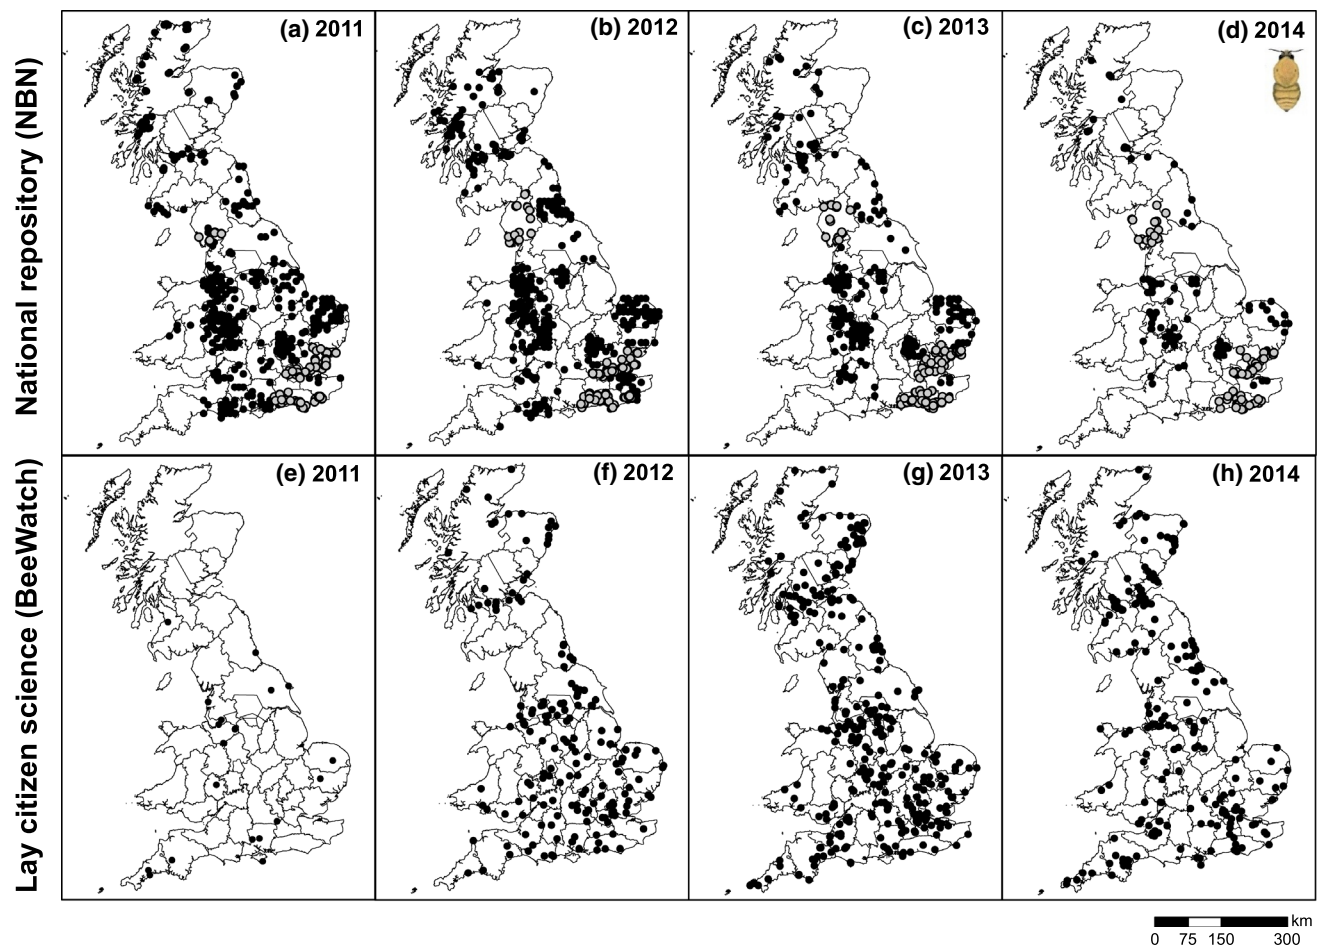 National repository (NBN)
(a) 2011
(b) 2012
(c) 2013
(d) 2014
Lay citizen science (BeeWatch)
(e) 2011
(f) 2012
(g) 2013
(h) 2014
km
0 75 150 300